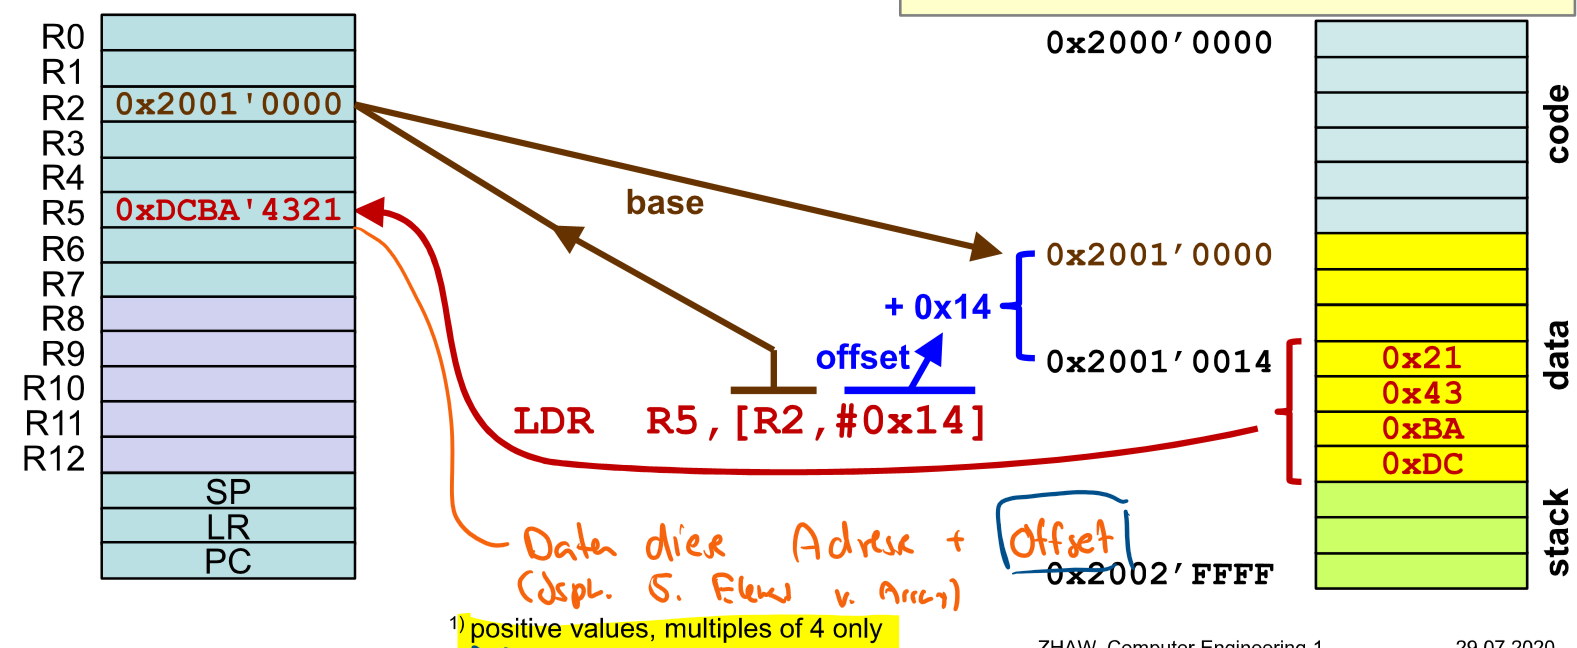 R0
R1
R2 0x2001'0000
R3
R4
R5 0xDCBA'4321
R6
R7
R8
R9
R10
R11
R12
SP
LR
PC
base
+ 0x14
offset
LDR R5,[R2,#0x14]
0x2000'0000
0x2001'0000
0x2001'0014
0x2002'FFFF
0x21
0x43
0xBA
0xDC
code
data
stack
Daten diese Adresse + Offset
5. v. Array)
1) positive values, multiples of 4 only
ZHAW, Computer Engineering 1
29.07.2020